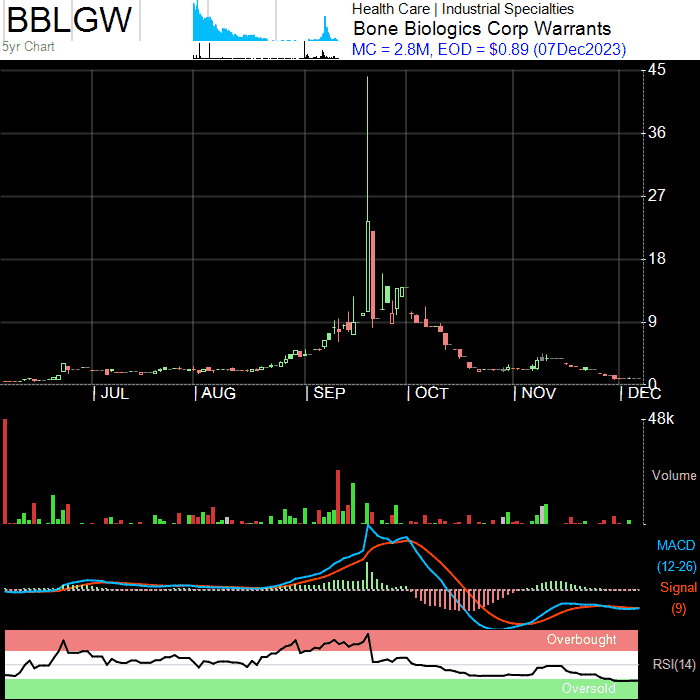 BBLGW
5yr Chart
Health Care | Industrial Specialties
Bone Biologics Corp Warrants
MC = 2.8M, EOD = $0.89 (07Dec2023)
45
36
27
18
9
0
| JUL | AUG | SEP | OCT | NOV | DEC
48k
Volume
MACD
(12-26)
Signal
(9)
Overbought
RSI(14)
Oversold